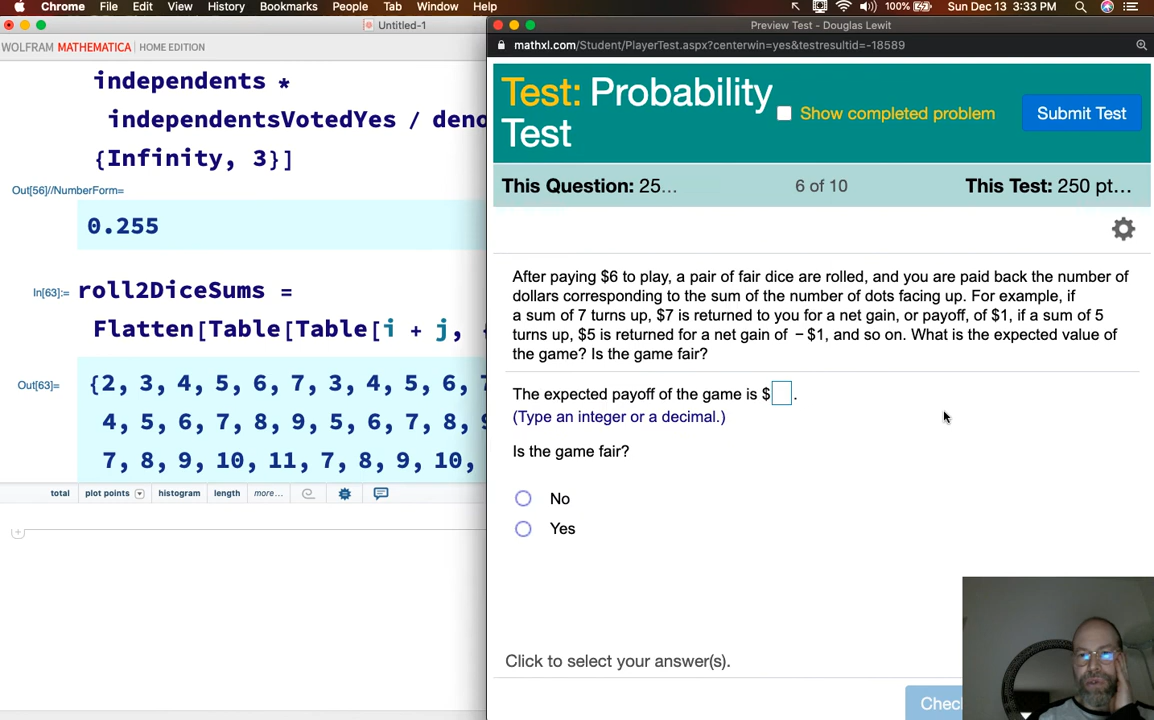 Chrome File Edit View History Bookmarks People Tab Window Help 100% Sun Dec 13 3:33 PM
Untitled-1
WOLFRAM MATHEMATICA | HOME EDITION
independents *
independentsVotedYes / deno
{Infinity, 3}]
Out[56]//NumberForm=
0.255
In[63]:= roll2DiceSums =
Flatten[Table[Table[i + j, {
Out[63]= {2, 3, 4, 5, 6, 7, 3, 4, 5, 6, 7
4, 5, 6, 7, 8, 9, 5, 6, 7, 8, 9
7, 8, 9, 10, 11, 7, 8, 9, 10,
total plot points histogram length more...
Preview Test - Douglas Lewit
mathxl.com/Student/PlayerTest.aspx?centerwin=yes&testresultid=-18589
Test: Probability
Test
Show completed problem
Submit Test
This Question: 25... 6 of 10 This Test: 250 pt...
After paying $6 to play, a pair of fair dice are rolled, and you are paid back the number of
dollars corresponding to the sum of the number of dots facing up. For example, if
a sum of 7 turns up, $7 is returned to you for a net gain, or payoff, of $1, if a sum of 5
turns up, $5 is returned for a net gain of − $1, and so on. What is the expected value of
the game? Is the game fair?
The expected payoff of the game is $ .
(Type an integer or a decimal.)
Is the game fair?
No
Yes
Click to select your answer(s).
Chec